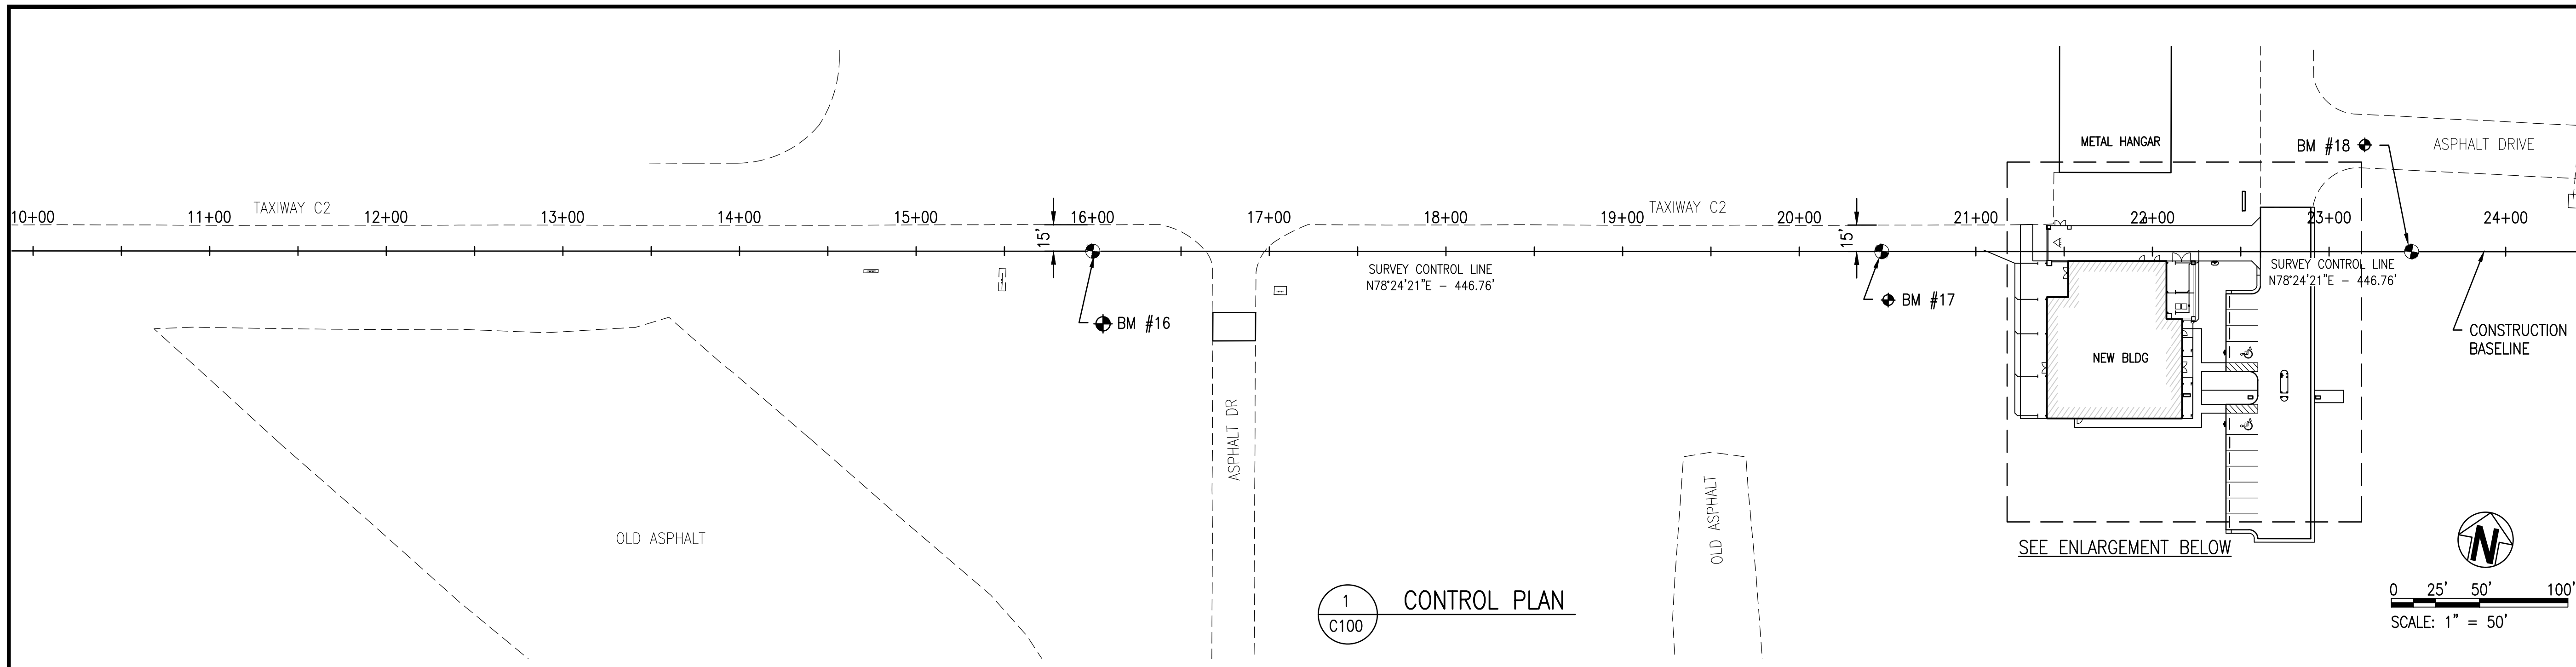 METAL HANGAR
BM #18
ASPHALT DRIVE
TAXIWAY C2
TAXIWAY C2
10+00
11+00
12+00
13+00
14+00
15+00
16+00
17+00
18+00
19+00
20+00
21+00
22+00
23+00
24+00
15'
15'
SURVEY CONTROL LINE
N78°24'21"E - 446.76'
SURVEY CONTROL LINE
N78°24'21"E - 446.76'
BM #16
BM #17
CONSTRUCTION
BASELINE
NEW BLDG
ASPHALT DR
OLD ASPHALT
OLD ASPHALT
SEE ENLARGEMENT BELOW
N
1
C100
CONTROL PLAN
0 25' 50' 100'
SCALE: 1" = 50'